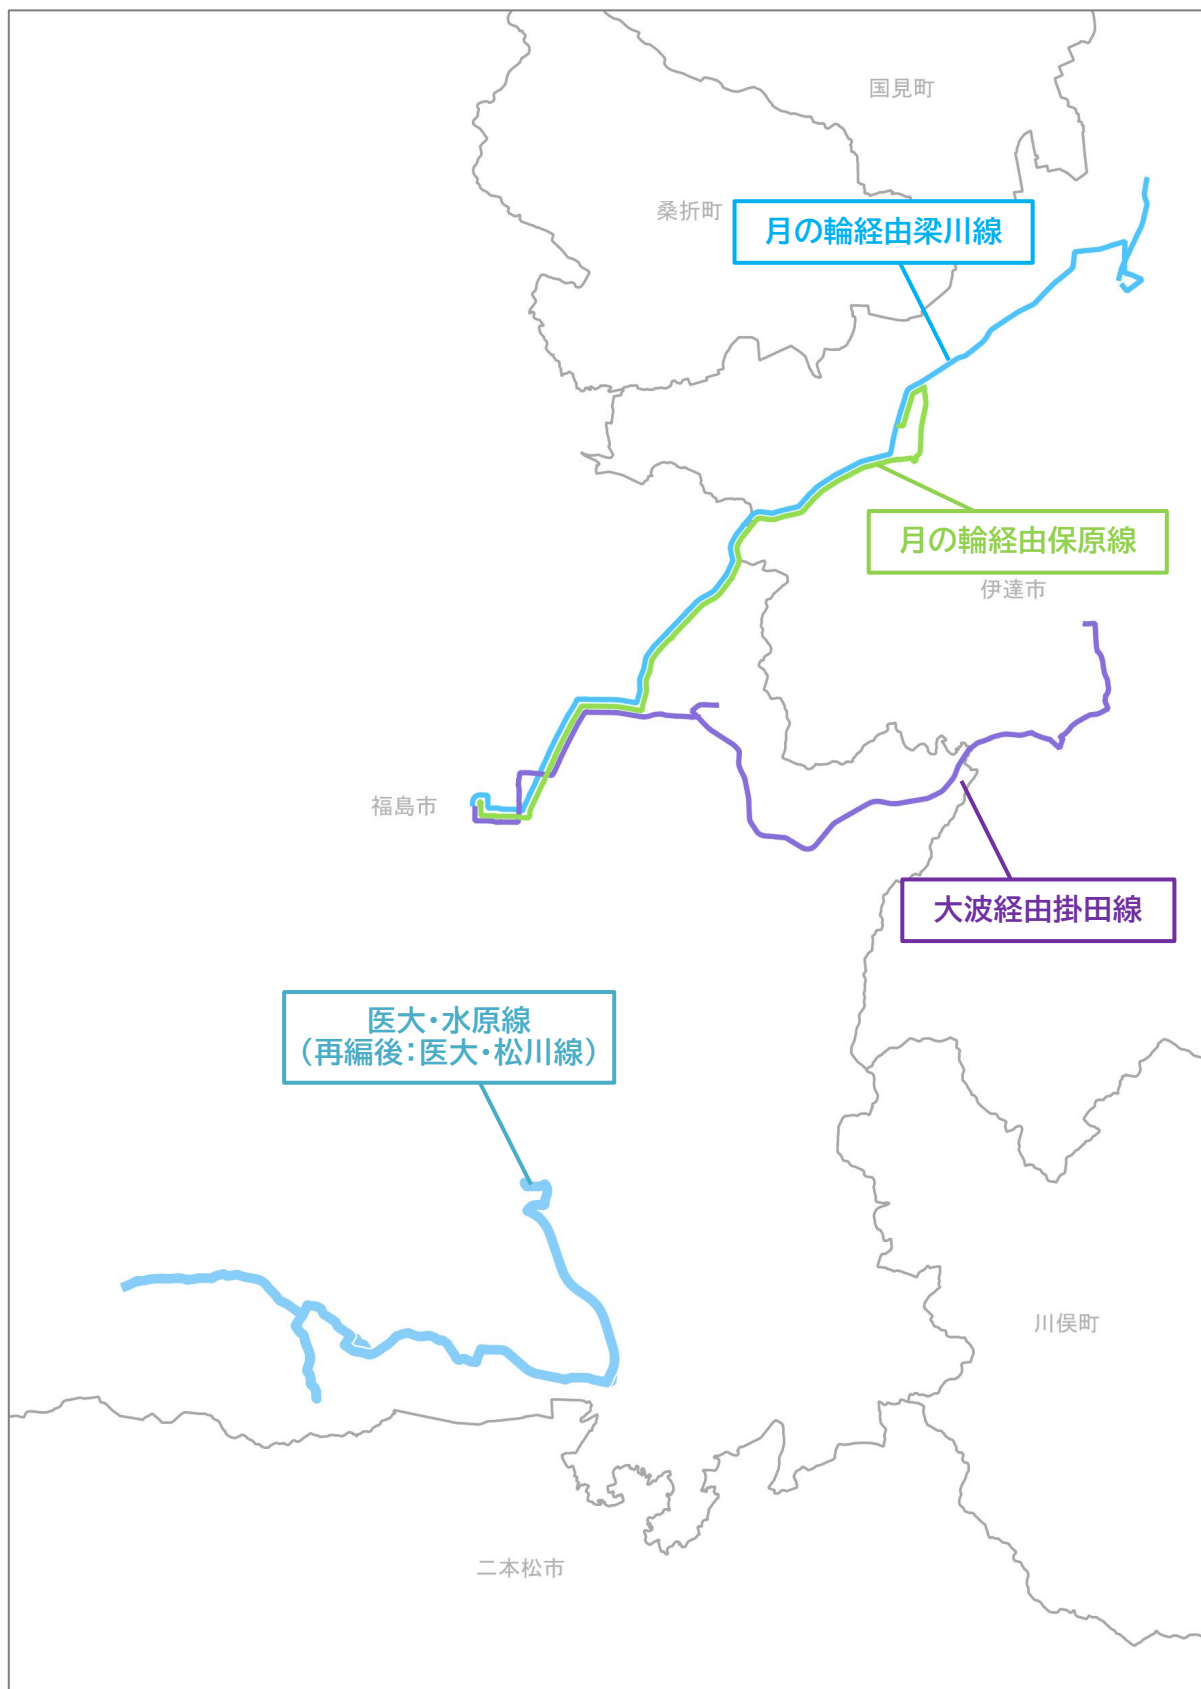 国見町
桑折町
月の輪経由梁川線
月の輪経由保原線
伊達市
福島市
大波経由掛田線
医大・水原線
（再編後：医大・松川線）
川俣町
二本松市